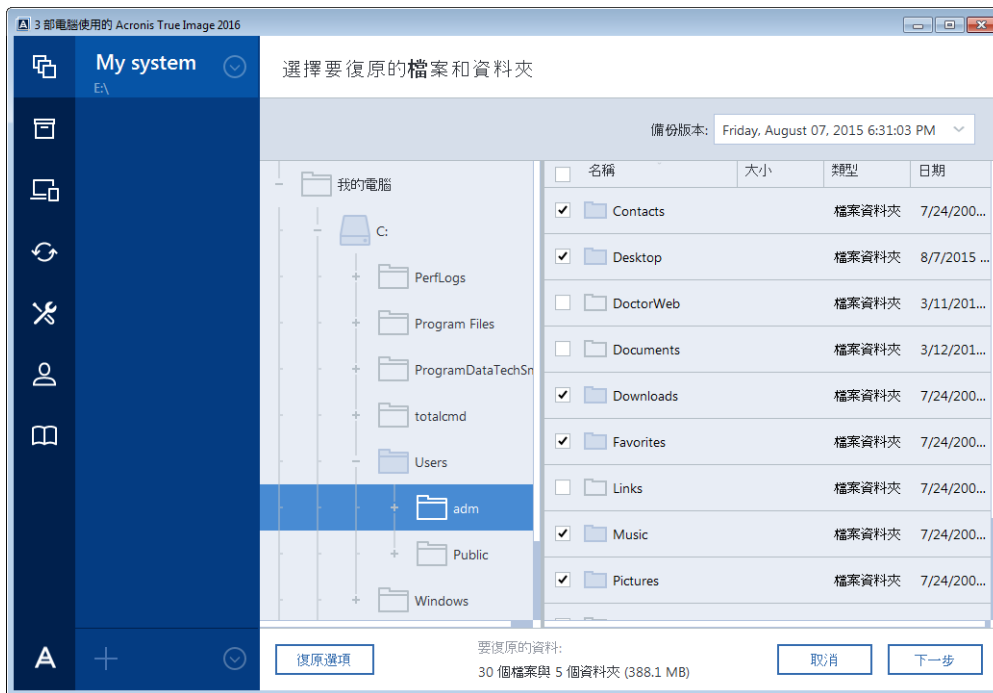 3 部電腦使用的 Acronis True Image 2016
My system
E:\
選擇要復原的檔案和資料夾
備份版本: Friday, August 07, 2015 6:31:03 PM
我的電腦
C:
PerfLogs
Program Files
ProgramDataTechSn
totalcmd
Users
adm
Public
Windows
名稱 大小 類型 日期
Contacts 檔案資料夾 7/24/200...
Desktop 檔案資料夾 8/7/2015 ...
DoctorWeb 檔案資料夾 3/11/201...
Documents 檔案資料夾 3/12/201...
Downloads 檔案資料夾 7/24/200...
Favorites 檔案資料夾 7/24/200...
Links 檔案資料夾 7/24/200...
Music 檔案資料夾 7/24/200...
Pictures 檔案資料夾 7/24/200...
復原選項
要復原的資料:
30 個檔案與 5 個資料夾 (388.1 MB)
取消
下一步